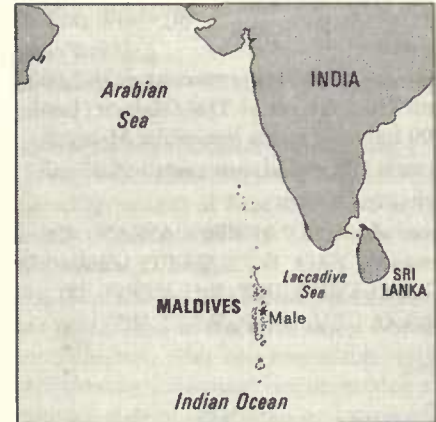 Arabian
Sea
INDIA
Laccadive
Sea
SRI
LANKA
MALDIVES
Male
Indian Ocean